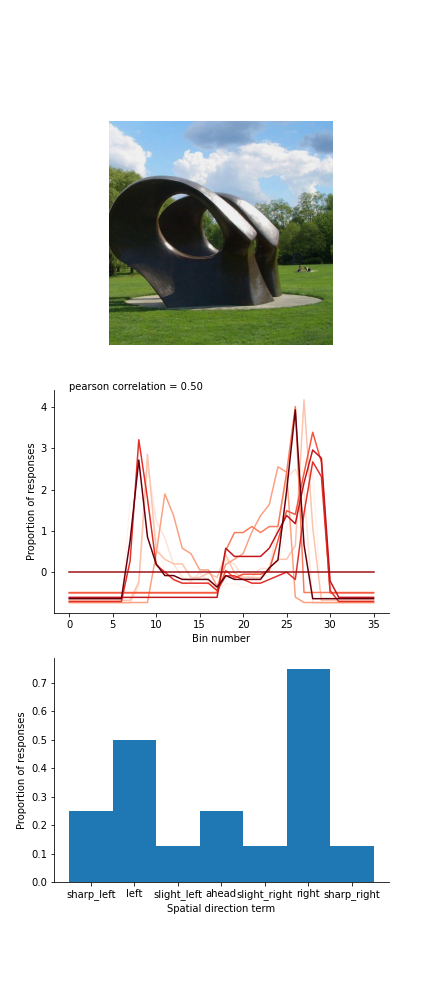 pearson correlation = 0.50
Proportion of responses
4
3
2
1
0
0 5 10 15 20 25 30 35
Bin number
Proportion of responses
0.7
0.6
0.5
0.4
0.3
0.2
0.1
0.0
sharp_left left slight_left ahead slight_right right sharp_right
Spatial direction term